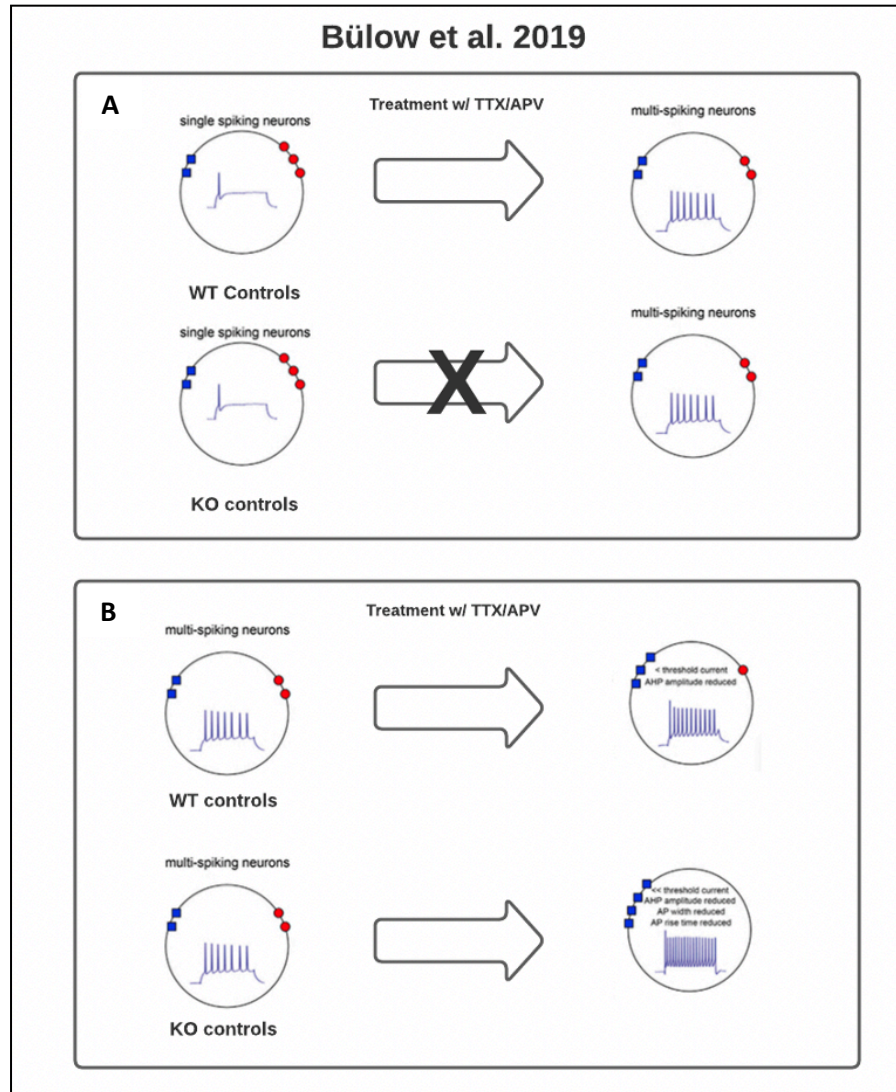 Bülow et al. 2019
A
Treatment w/ TTX/APV
single spiking neurons
multi-spiking neurons
WT Controls
single spiking neurons
multi-spiking neurons
X
KO controls
B
Treatment w/ TTX/APV
multi-spiking neurons
< threshold current
AHP amplitude reduced
WT controls
multi-spiking neurons
<< threshold current
AHP amplitude reduced
AP width reduced
AP rise time reduced
KO controls